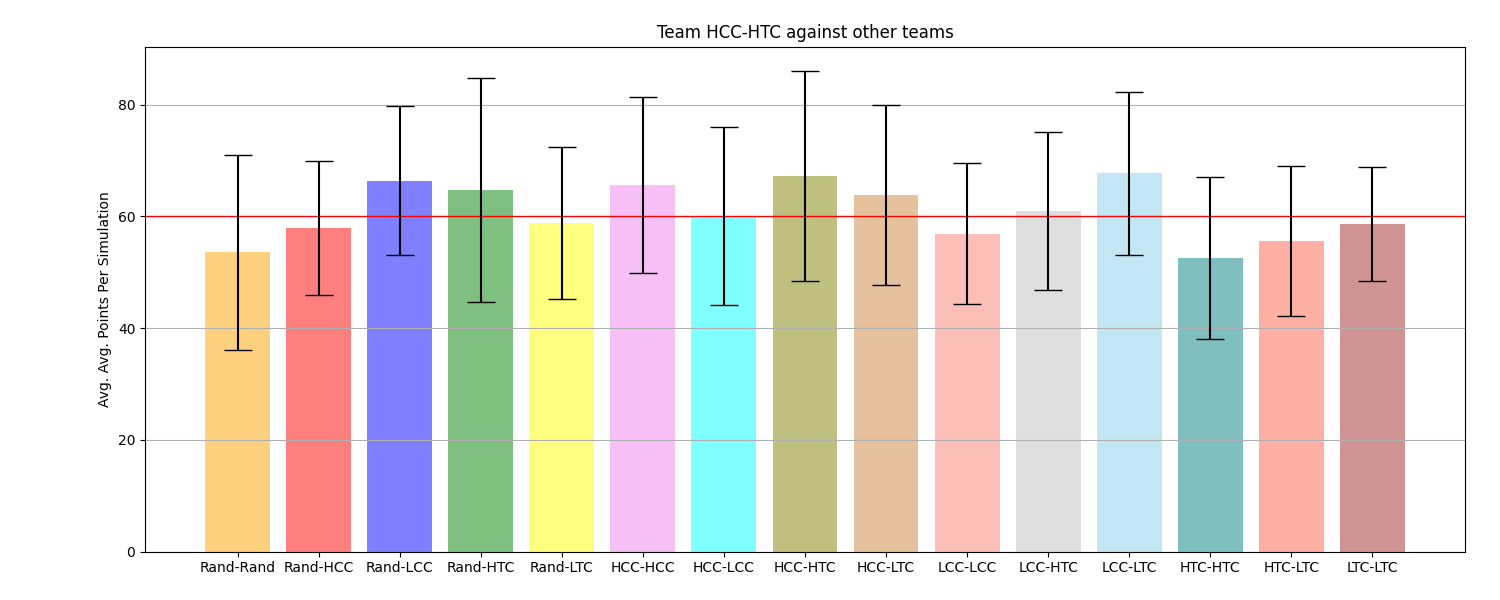 Team HCC-HTC against other teams
Avg. Avg. Points Per Simulation
80
60
40
20
0
Rand-Rand Rand-HCC Rand-LCC Rand-HTC Rand-LTC HCC-HCC HCC-LCC HCC-HTC HCC-LTC LCC-LCC LCC-HTC LCC-LTC HTC-HTC HTC-LTC LTC-LTC